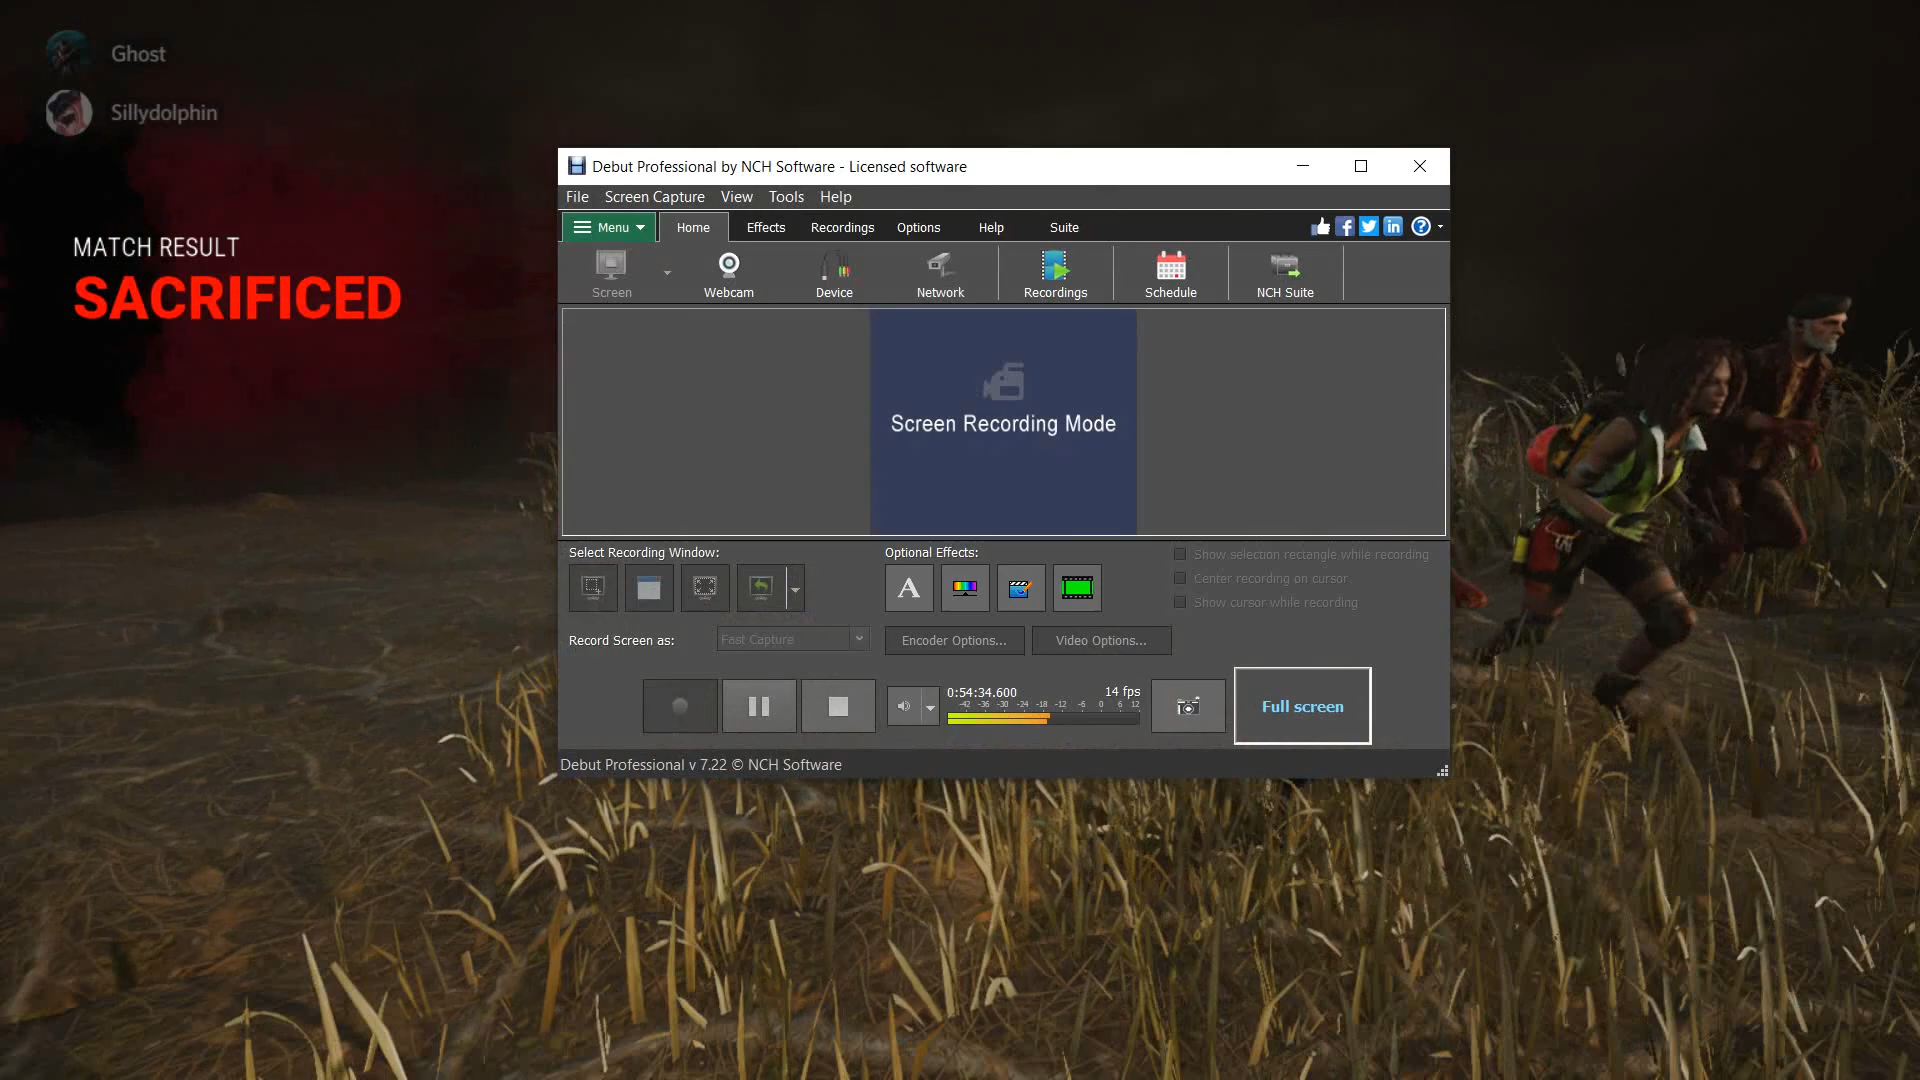 Ghost
Sillydolphin
MATCH RESULT
SACRIFICED
Debut Professional by NCH Software - Licensed software
File Screen Capture View Tools Help
Menu Home Effects Recordings Options Help Suite
Screen Webcam Device Network Recordings Schedule NCH Suite
Screen Recording Mode
Select Recording Window:
Optional Effects:
Show selection rectangle while recording
Center recording on cursor
Show cursor while recording
Record Screen as: Fast Capture Encoder Options... Video Options...
0:54:34.600 14 fps
-42 -36 -30 -24 -18 -12 -6 0 6 12
Full screen
Debut Professional v 7.22 © NCH Software